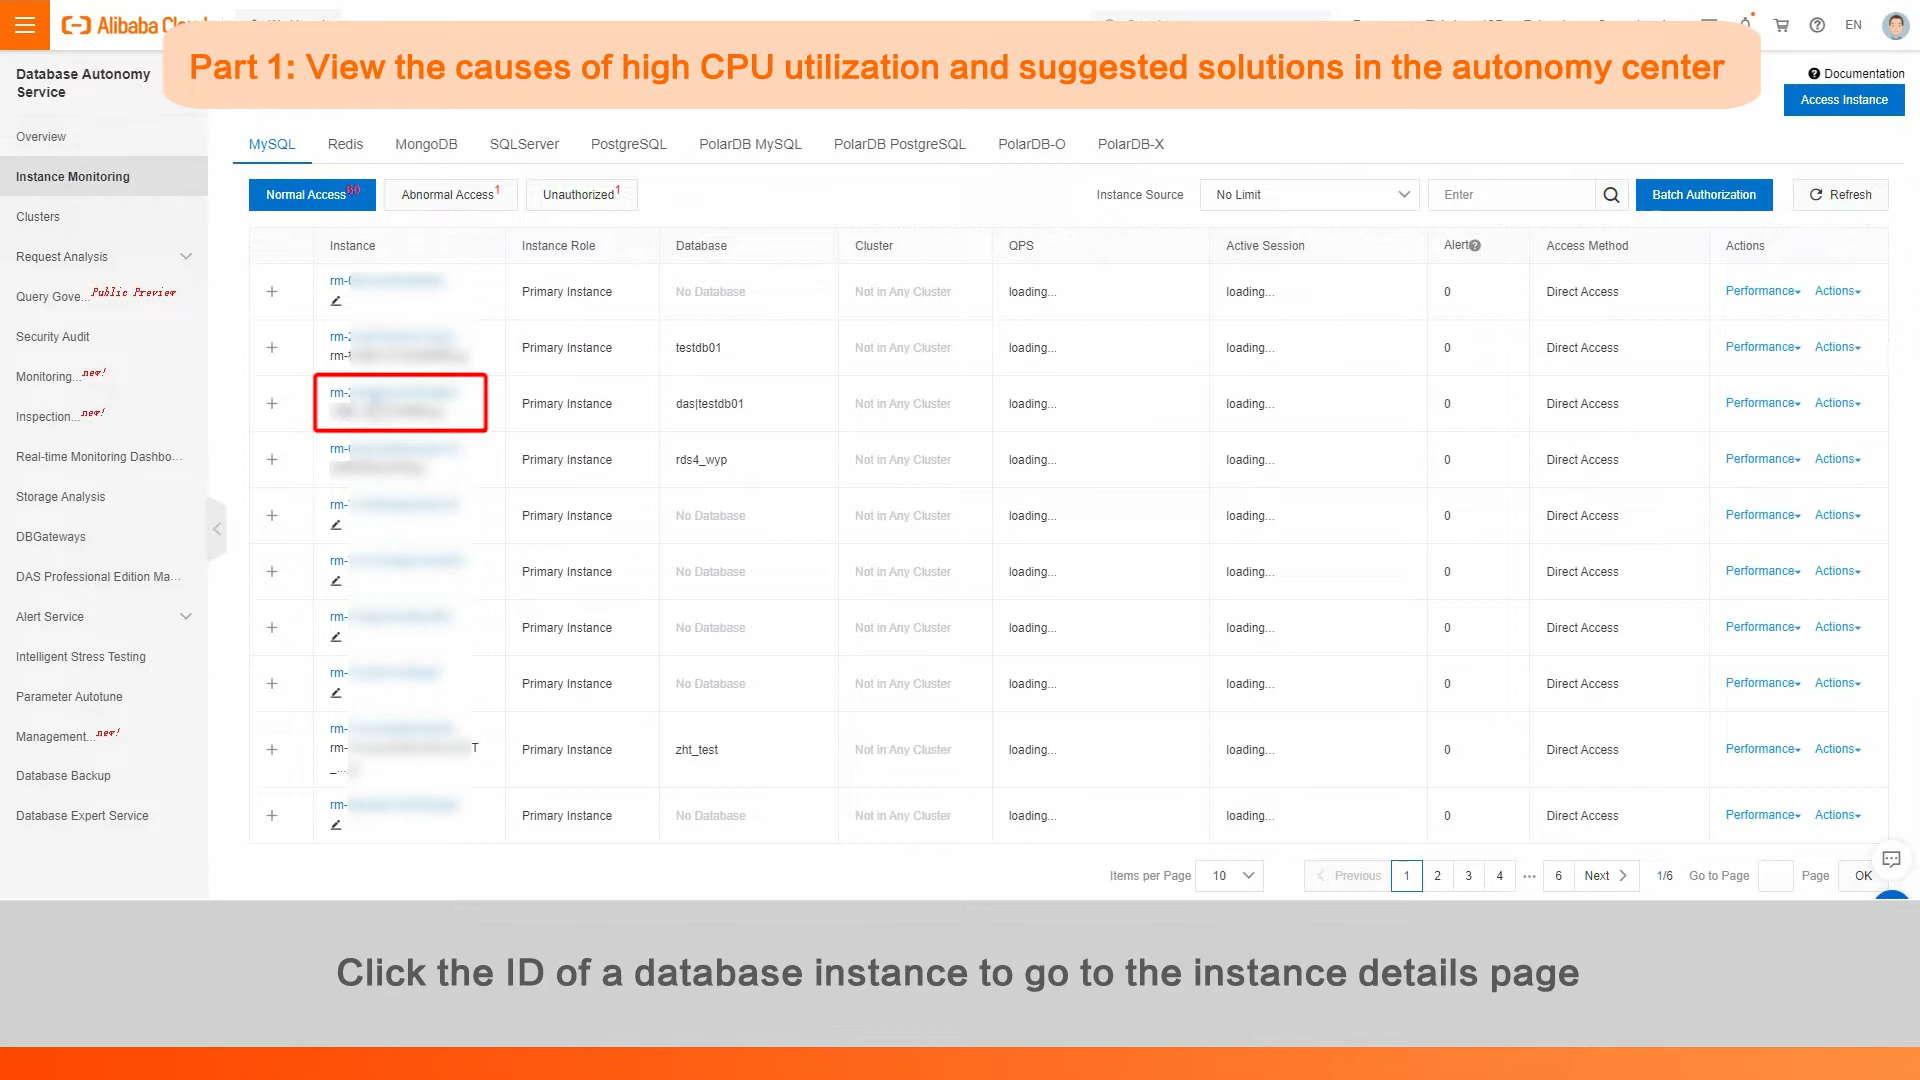 Alibaba
Part 1: View the causes of high CPU utilization and suggested solutions in the autonomy center
EN
Database Autonomy
Service
Documentation
Access Instance
Overview
Instance Monitoring
Clusters
Request Analysis
Query Gove... Public Preview
Security Audit
Monitoring... new!
Inspection... new!
Real-time Monitoring Dashbo...
Storage Analysis
DBGateways
DAS Professional Edition Ma...
Alert Service
Intelligent Stress Testing
Parameter Autotune
Management... new!
Database Backup
Database Expert Service
MySQL Redis MongoDB SQLServer PostgreSQL PolarDB MySQL PolarDB PostgreSQL PolarDB-O PolarDB-X
Normal Access 60 Abnormal Access 1 Unauthorized 1 Instance Source No Limit Enter Batch Authorization Refresh
Instance Instance Role Database Cluster QPS Active Session Alert Access Method Actions
rm- Primary Instance No Database Not in Any Cluster loading... loading... 0 Direct Access Performance Actions
rm-2
rm- Primary Instance testdb01 Not in Any Cluster loading... loading... 0 Direct Access Performance Actions
rm-2 Primary Instance das|testdb01 Not in Any Cluster loading... loading... 0 Direct Access Performance Actions
rm- Primary Instance rds4_wyp Not in Any Cluster loading... loading... 0 Direct Access Performance Actions
rm- Primary Instance No Database Not in Any Cluster loading... loading... 0 Direct Access Performance Actions
rm- Primary Instance No Database Not in Any Cluster loading... loading... 0 Direct Access Performance Actions
rm- Primary Instance No Database Not in Any Cluster loading... loading... 0 Direct Access Performance Actions
rm- Primary Instance No Database Not in Any Cluster loading... loading... 0 Direct Access Performance Actions
rm-
rm- T
_... Primary Instance zht_test Not in Any Cluster loading... loading... 0 Direct Access Performance Actions
rm- Primary Instance No Database Not in Any Cluster loading... loading... 0 Direct Access Performance Actions
Items per Page 10 Previous 1 2 3 4 ... 6 Next 1/6 Go to Page Page OK
Click the ID of a database instance to go to the instance details page